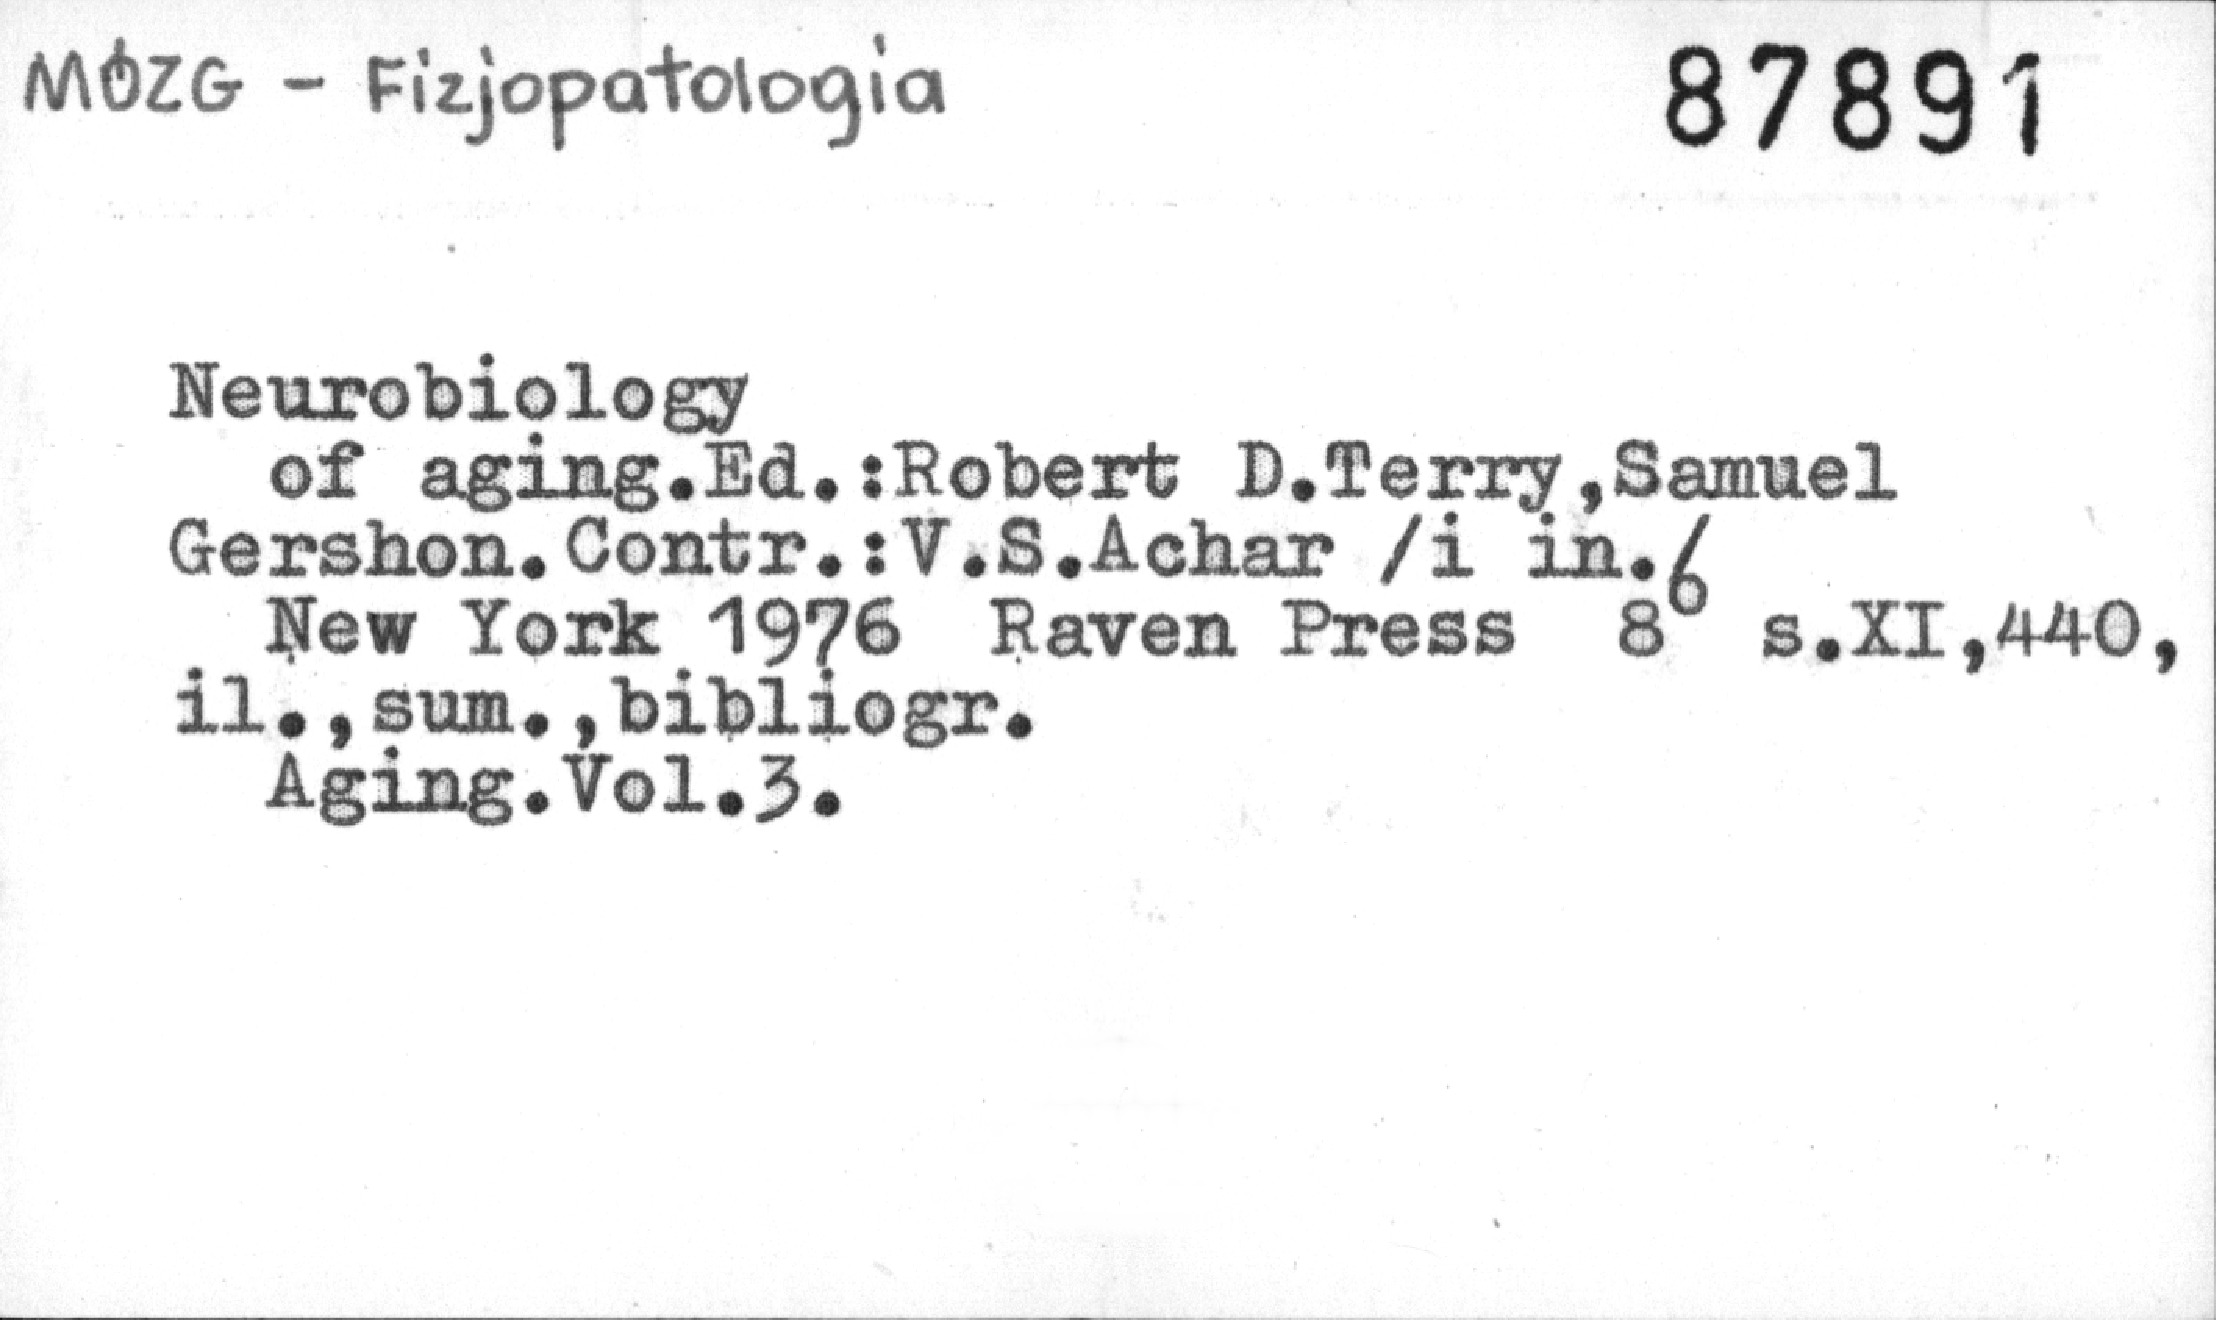 MÓZG - Fizjopatologia
87891
Neurobiology
of aging.Ed.:Robert D.Terry,Samuel
Gershon.Contr.:V.S.Achar /i in./
New York 1976 Raven Press 8° s.XI,440,
il.,sum.,bibliogr.
Aging.Vol.3.